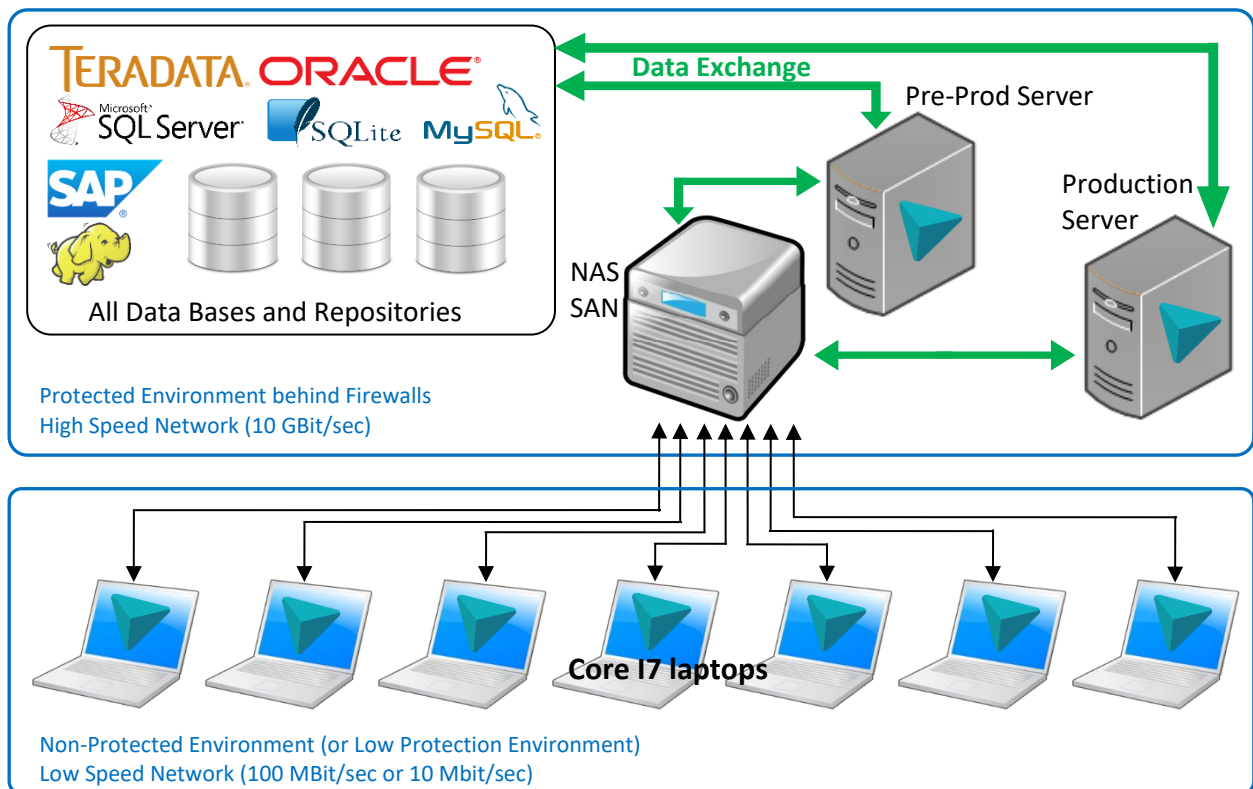 TERADATA. ORACLE®
Data Exchange
Pre-Prod Server
Microsoft®
SQL Server®
SQLite
MySQL®
SAP®
Production
Server
NAS
SAN
All Data Bases and Repositories
Protected Environment behind Firewalls
High Speed Network (10 GBit/sec)
Core I7 laptops
Non-Protected Environment (or Low Protection Environment)
Low Speed Network (100 MBit/sec or 10 Mbit/sec)